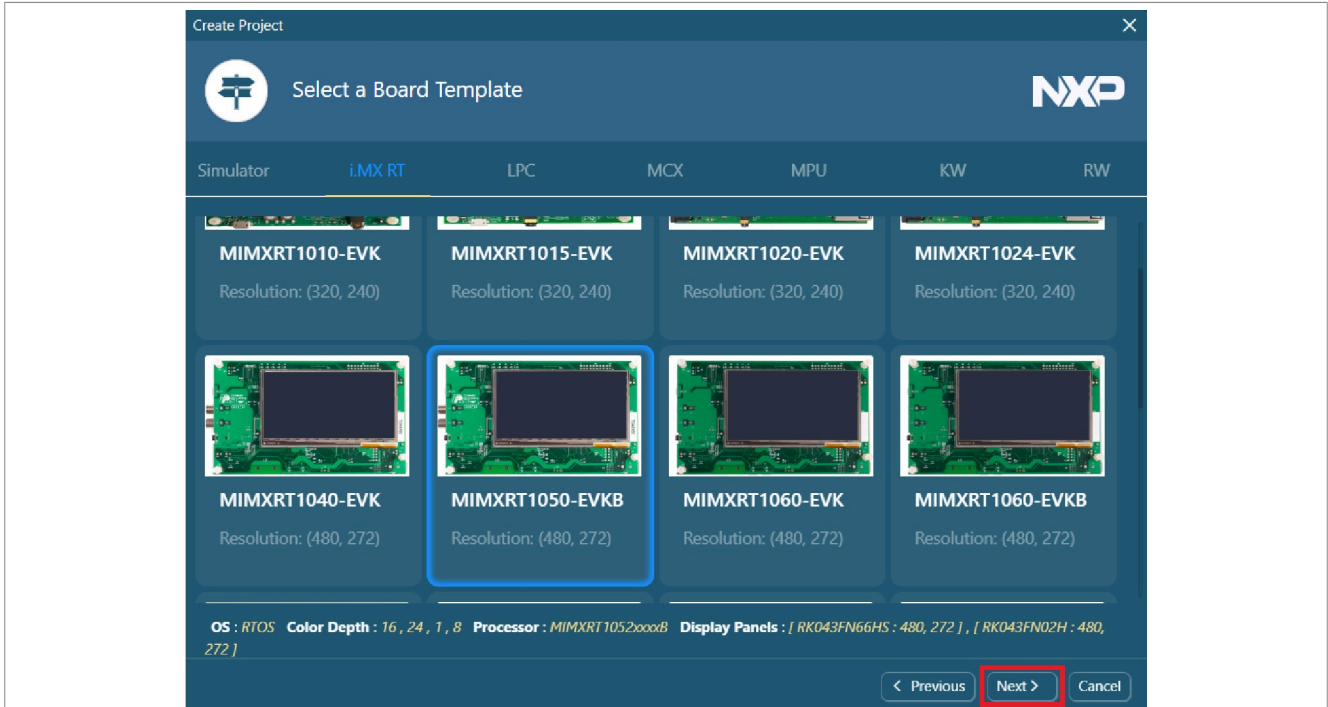 Create Project
Select a Board Template
NXP
Simulator i.MX RT LPC MCX MPU KW RW
MIMXRT1010-EVK MIMXRT1015-EVK MIMXRT1020-EVK MIMXRT1024-EVK
Resolution: (320, 240) Resolution: (320, 240) Resolution: (320, 240) Resolution: (320, 240)
MIMXRT1040-EVK MIMXRT1050-EVKB MIMXRT1060-EVK MIMXRT1060-EVKB
Resolution: (480, 272) Resolution: (480, 272) Resolution: (480, 272) Resolution: (480, 272)
OS : RTOS Color Depth : 16 , 24 , 1 , 8 Processor : MIMXRT1052xxxxB Display Panels : [ RK043FN66HS : 480, 272 ] , [ RK043FN02H : 480,
272 ]
< Previous Next > Cancel